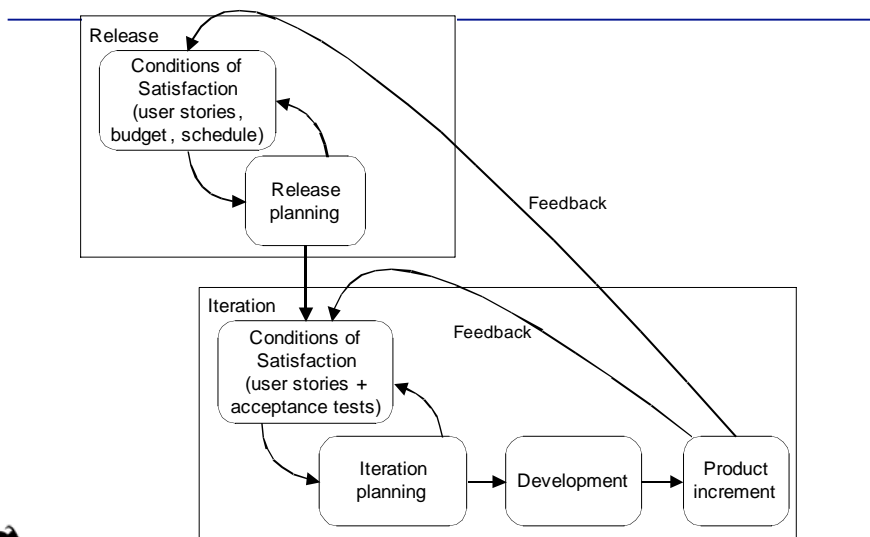 Release
Conditions of
Satisfaction
(user stories,
budget, schedule)
Release
planning
Feedback
Iteration
Conditions of
Satisfaction
(user stories +
acceptance tests)
Feedback
Iteration
planning
Development
Product
increment